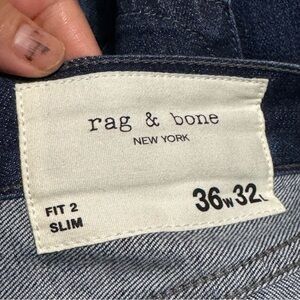 rag & bone
NEW YORK
FIT 2
SLIM
36W 32L